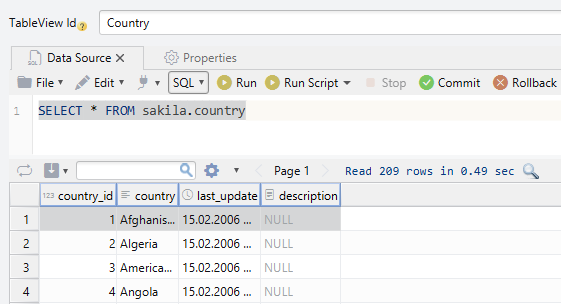 TableView Id Country
Data Source Properties
File Edit SQL Run Run Script Stop Commit Rollback
1 SELECT * FROM sakila.country
Page 1 Read 209 rows in 0.49 sec
123 country_id country last_update description
1 1 Afghanis... 15.02.2006 ... NULL
2 2 Algeria 15.02.2006 ... NULL
3 3 America... 15.02.2006 ... NULL
4 4 Angola 15.02.2006 ... NULL